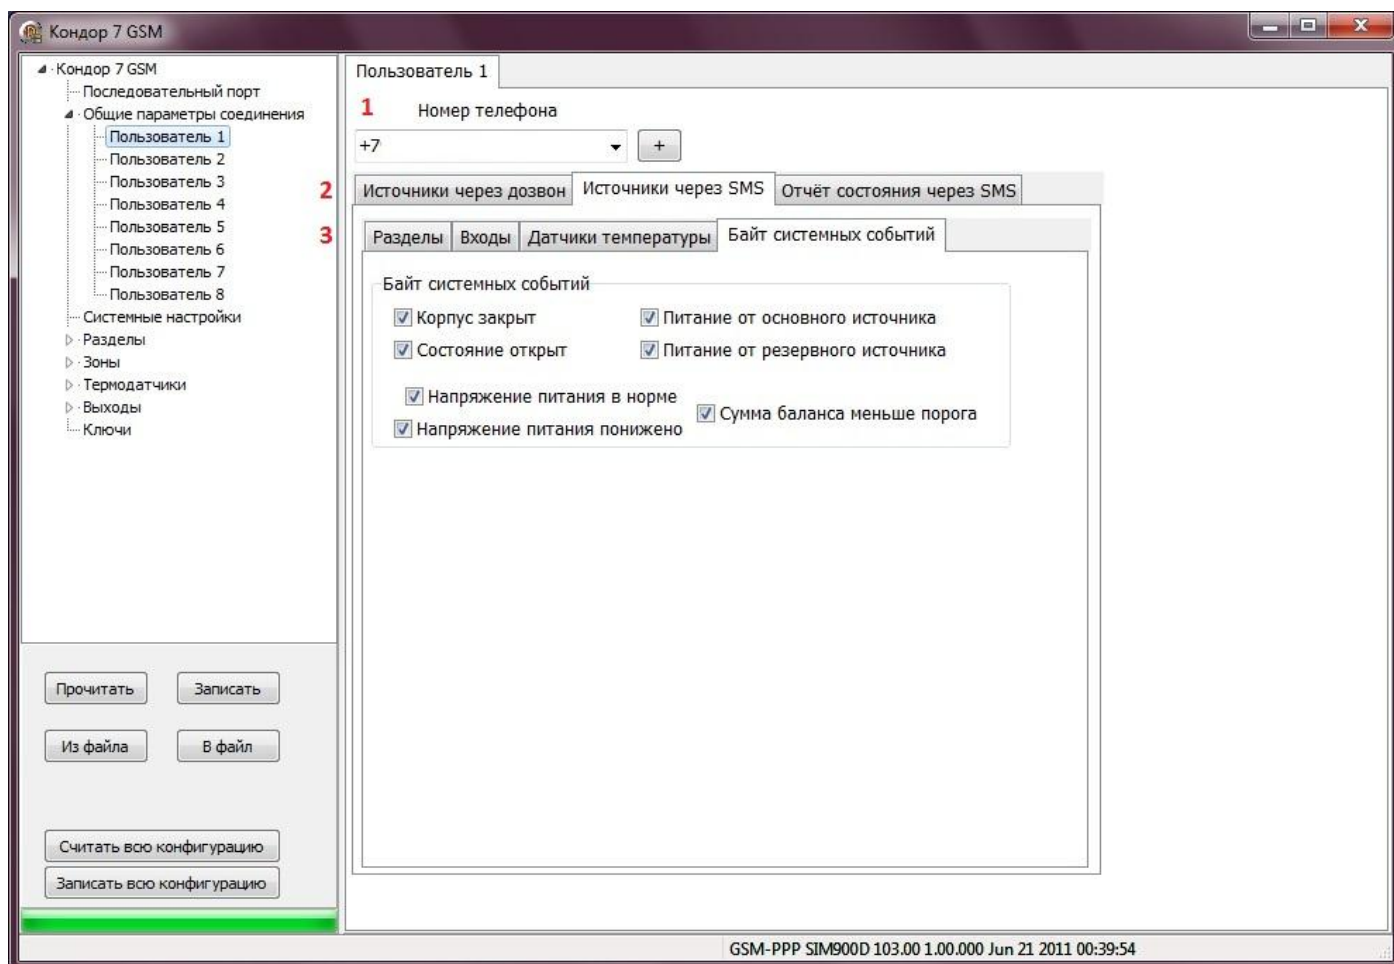 Кондор 7 GSM
Кондор 7 GSM
Последовательный порт
Общие параметры соединения
Пользователь 1
Пользователь 2
Пользователь 3
Пользователь 4
Пользователь 5
Пользователь 6
Пользователь 7
Пользователь 8
Системные настройки
Разделы
Зоны
Термодатчики
Выходы
Ключи
Прочитать Записать
Из файла В файл
Считать всю конфигурацию
Записать всю конфигурацию
Пользователь 1
1 Номер телефона
+7 +
2 Источники через дозвон Источники через SMS Отчёт состояния через SMS
3 Разделы Входы Датчики температуры Байт системных событий
Байт системных событий
Корпус закрыт Питание от основного источника
Состояние открыт Питание от резервного источника
Напряжение питания в норме
Сумма баланса меньше порога
Напряжение питания понижено
GSM-PPP SIM900D 103.00 1.00.000 Jun 21 2011 00:39:54